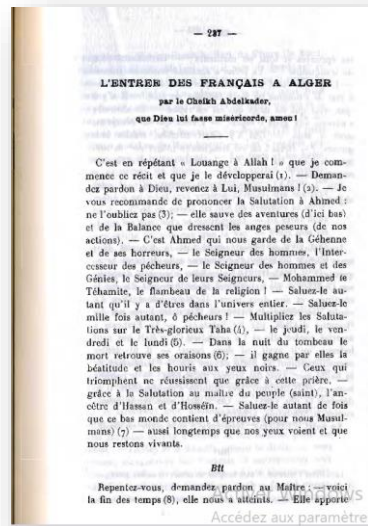 — 237 —
L'ENTREE DES FRANÇAIS A ALGER
par le Cheikh Abdelkader,
que Dieu lui fasse miséricorde, amen !
C'est en répétant « Louange à Allah ! » que je com-
mence ce récit et que je le développerai (1). — Deman-
dez pardon à Dieu, revenez à Lui, Musulmans ! (2). — Je
vous recommande de prononcer la Salutation à Ahmed :
ne l'oubliez pas (3); — elle sauve des aventures (d'ici bas)
et de la Balance que dressent les anges peseurs (de nos
actions). — C'est Ahmed qui nous garde de la Géhenne
et de ses horreurs, — le Seigneur des hommes, l'Inter-
cesseur des pécheurs, — le Seigneur des hommes et des
Génies, le Seigneur de leurs Seigneurs, — Mohammed le
Téhamite, le flambeau de la religion ! — Saluez-le au-
tant qu'il y a d'êtres dans l'univers entier. — Saluez-le
mille fois autant, ô pécheurs ! — Multipliez les Saluta-
tions sur le Très-glorieux Taha (4), — le jeudi, le ven-
dredi et le lundi (5). — Dans la nuit du tombeau le
mort retrouve ses oraisons (6); — il gagne par elles la
béatitude et les houris aux yeux noirs. — Ceux qui
triomphent ne réussissent que grâce à cette prière, —
grâce à la Salutation au maître du peuple (saint), l'an-
cêtre d'Hassan et d'Hosséïn. — Saluez-le autant de fois
que ce bas monde contient d'épreuves (pour nous Musul-
mans) (7) — aussi longtemps que nos yeux voient et que
nous restons vivants.
Btt
Repentez-vous, demandez pardon au Maître : — voici
la fin des temps (8), elle nous a atteints. — Elle apporte
Windows
Accédez aux paramètre